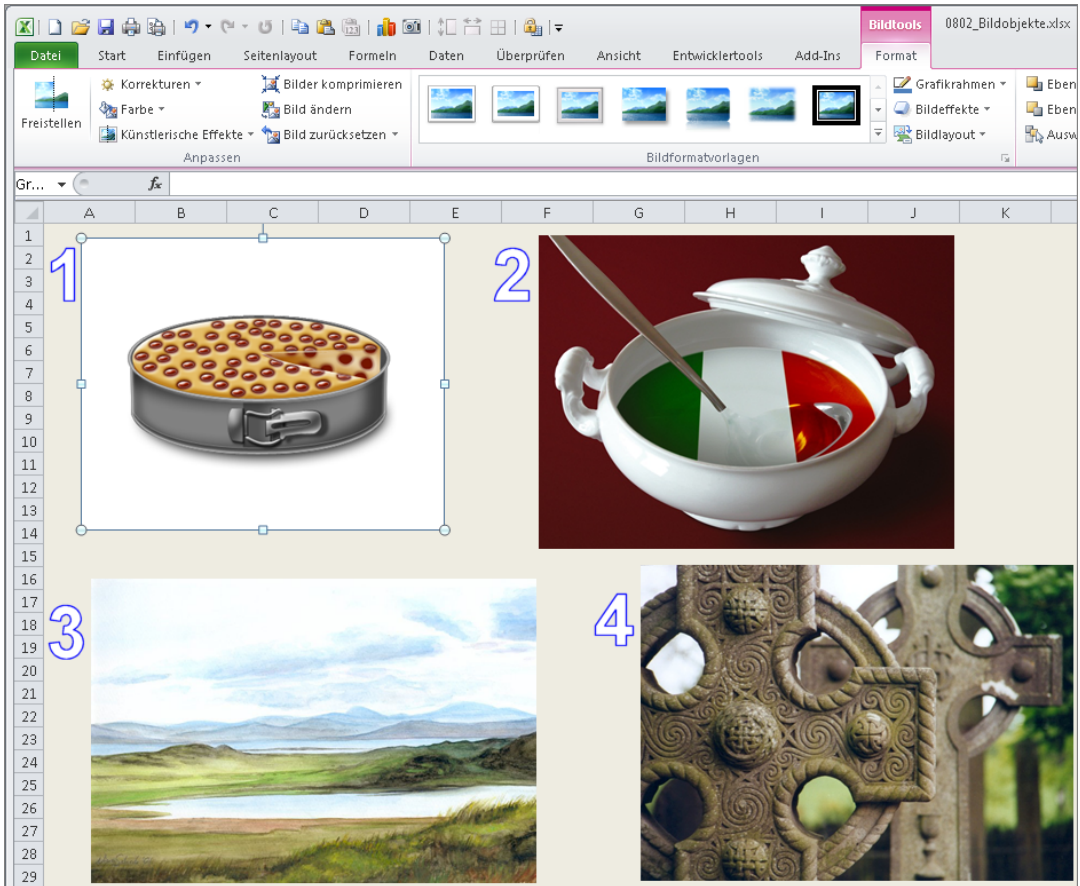 Bildtools
0802_Bildobjekte.xlsx
Datei Start Einfügen Seitenlayout Formeln Daten Überprüfen Ansicht Entwicklertools Add-Ins Format
Freistellen
Korrekturen
Farbe
Künstlerische Effekte
Bilder komprimieren
Bild ändern
Bild zurücksetzen
Anpassen
Bildformatvorlagen
Grafikrahmen
Bildeffekte
Bildlayout
Eben
Eben
Ausw
Gr... fx
A B C D E F G H I J K
1
2
3
4
5
6
7
8
9
10
11
12
13
14
15
16
17
18
19
20
21
22
23
24
25
26
27
28
29
1
2
3
4